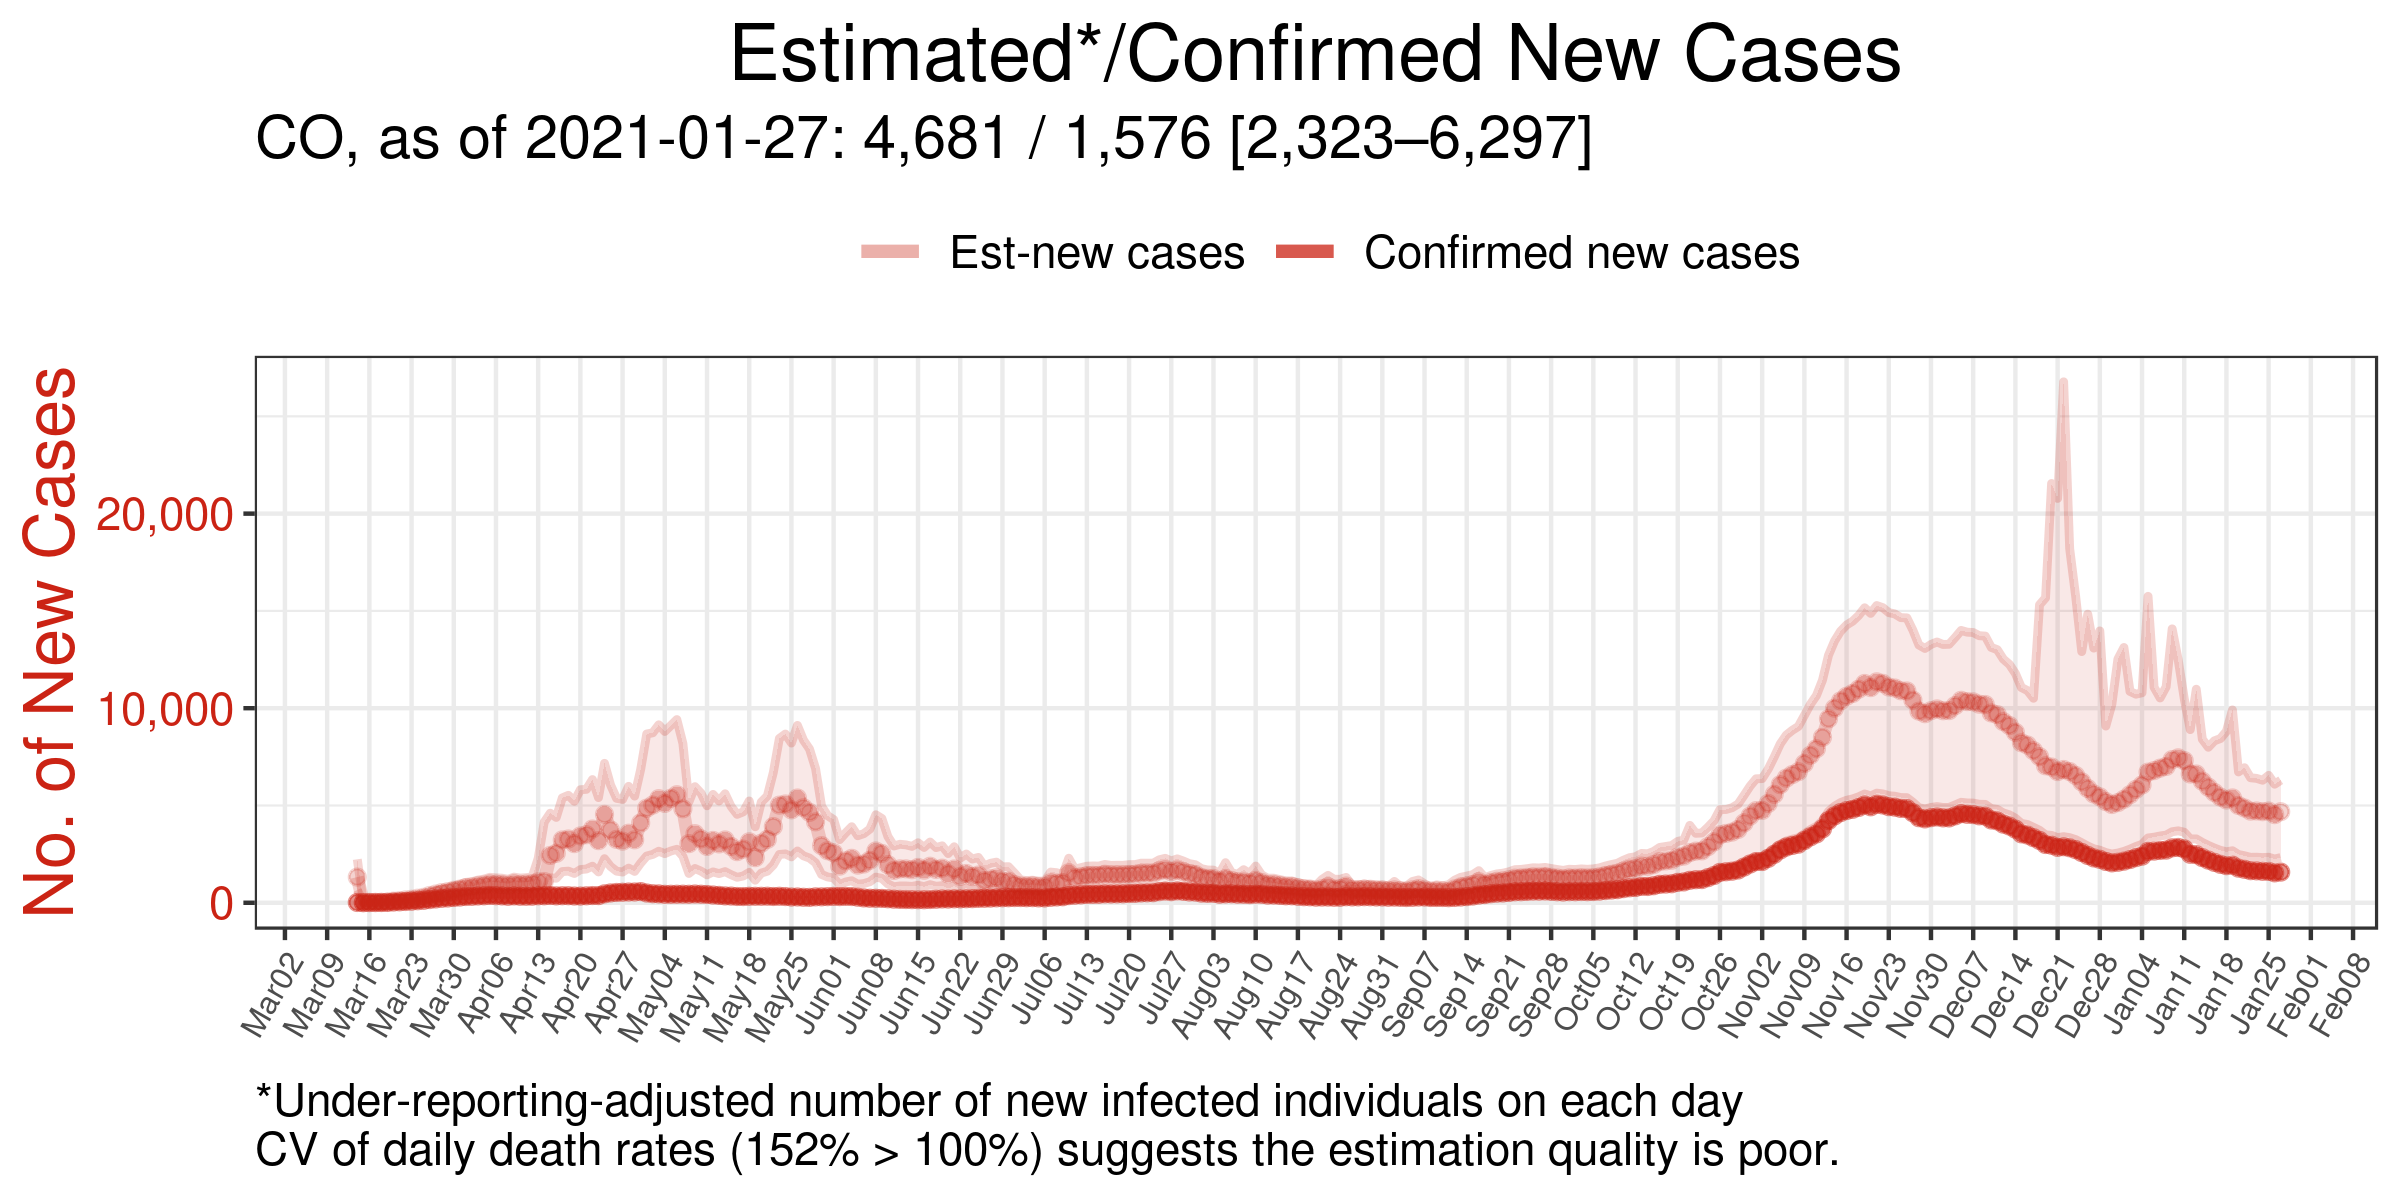 Estimated*/Confirmed New Cases
CO, as of 2021-01-27: 4,681 / 1,576 [2,323–6,297]
Est-new cases
Confirmed new cases
No. of New Cases
20,000
10,000
0
Mar02
Mar09
Mar16
Mar23
Mar30
Apr06
Apr13
Apr20
Apr27
May04
May11
May18
May25
Jun01
Jun08
Jun15
Jun22
Jun29
Jul06
Jul13
Jul20
Jul27
Aug03
Aug10
Aug17
Aug24
Aug31
Sep07
Sep14
Sep21
Sep28
Oct05
Oct12
Oct19
Oct26
Nov02
Nov09
Nov16
Nov23
Nov30
Dec07
Dec14
Dec21
Dec28
Jan04
Jan11
Jan18
Jan25
Feb01
Feb08
*Under-reporting-adjusted number of new infected individuals on each day
CV of daily death rates (152% > 100%) suggests the estimation quality is poor.